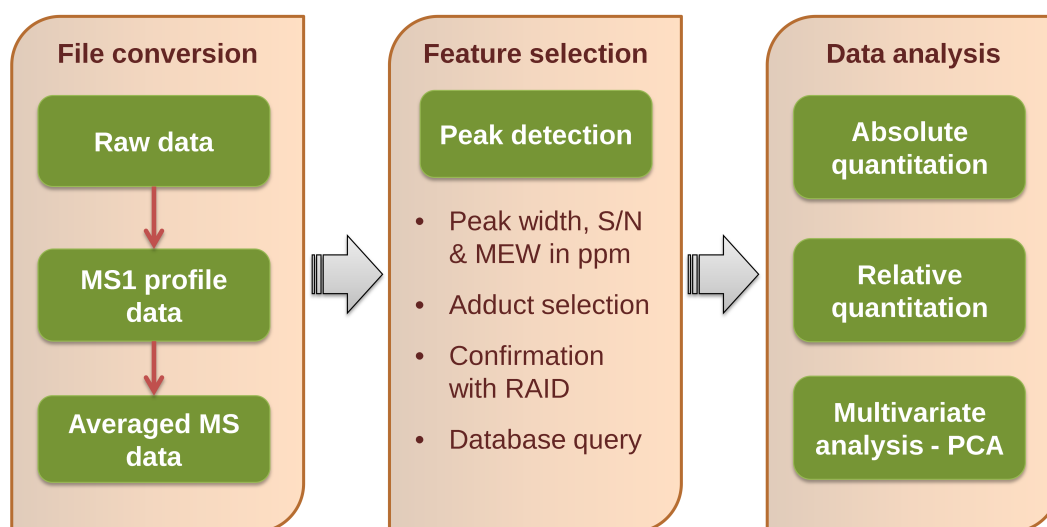 File conversion
Raw data
MS1 profile
data
Averaged MS
data
Feature selection
Peak detection
• Peak width, S/N
& MEW in ppm
• Adduct selection
• Confirmation
with RAID
• Database query
Data analysis
Absolute
quantitation
Relative
quantitation
Multivariate
analysis - PCA